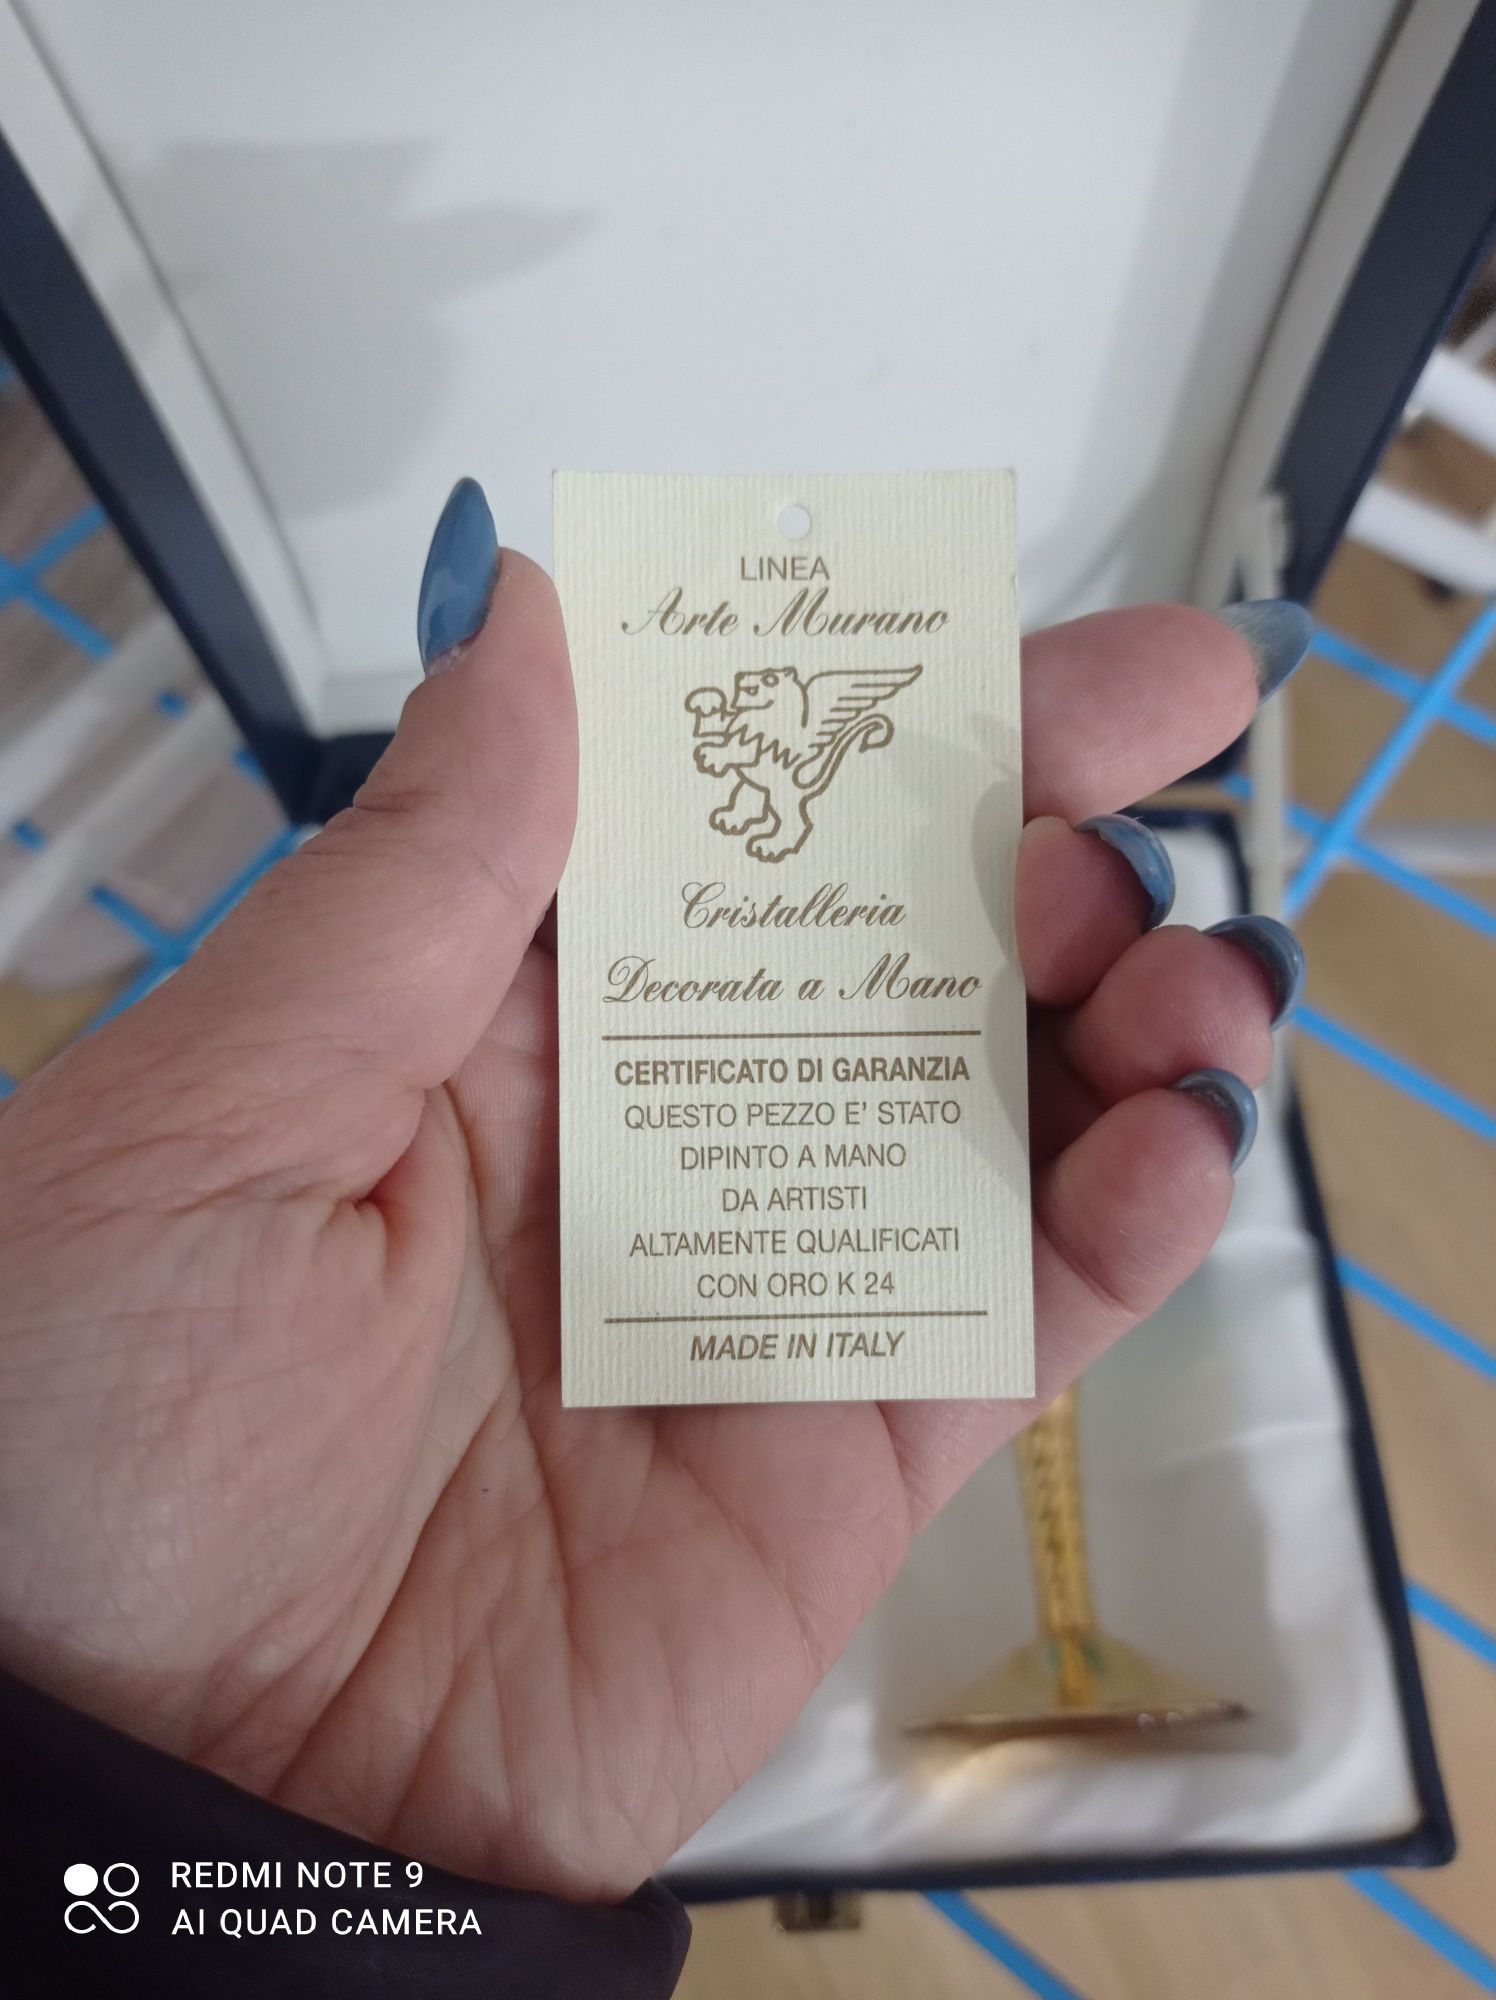 LINEA
Arte Murano
Cristalleria
Decorata a Mano
CERTIFICATO DI GARANZIA
QUESTO PEZZO E' STATO
DIPINTO A MANO
DA ARTISTI
ALTAMENTE QUALIFICATI
CON ORO K 24
MADE IN ITALY
REDMI NOTE 9
AI QUAD CAMERA